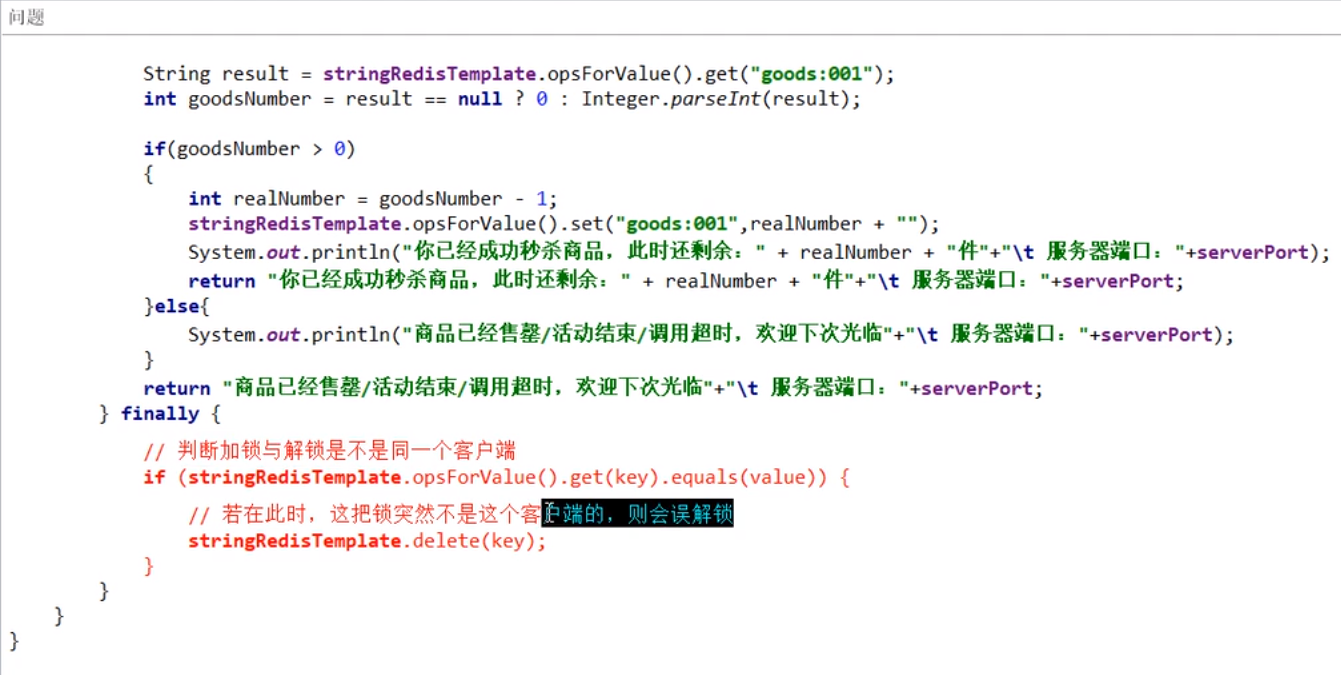 问题
String result = stringRedisTemplate.opsForValue().get("goods:001");
int goodsNumber = result == null ? 0 : Integer.parseInt(result);
if(goodsNumber > 0)
{
int realNumber = goodsNumber - 1;
stringRedisTemplate.opsForValue().set("goods:001",realNumber + "");
System.out.println("你已经成功秒杀商品，此时还剩余：" + realNumber + "件"+"\t 服务器端口："+serverPort);
return "你已经成功秒杀商品，此时还剩余：" + realNumber + "件"+"\t 服务器端口："+serverPort;
}else{
System.out.println("商品已经售罄/活动结束/调用超时，欢迎下次光临"+"\t 服务器端口："+serverPort);
}
return "商品已经售罄/活动结束/调用超时，欢迎下次光临"+"\t 服务器端口："+serverPort;
} finally {
// 判断加锁与解锁是不是同一个客户端
if (stringRedisTemplate.opsForValue().get(key).equals(value)) {
// 若在此时，这把锁突然不是这个客户端的，则会误解锁
stringRedisTemplate.delete(key);
}
}
}
}